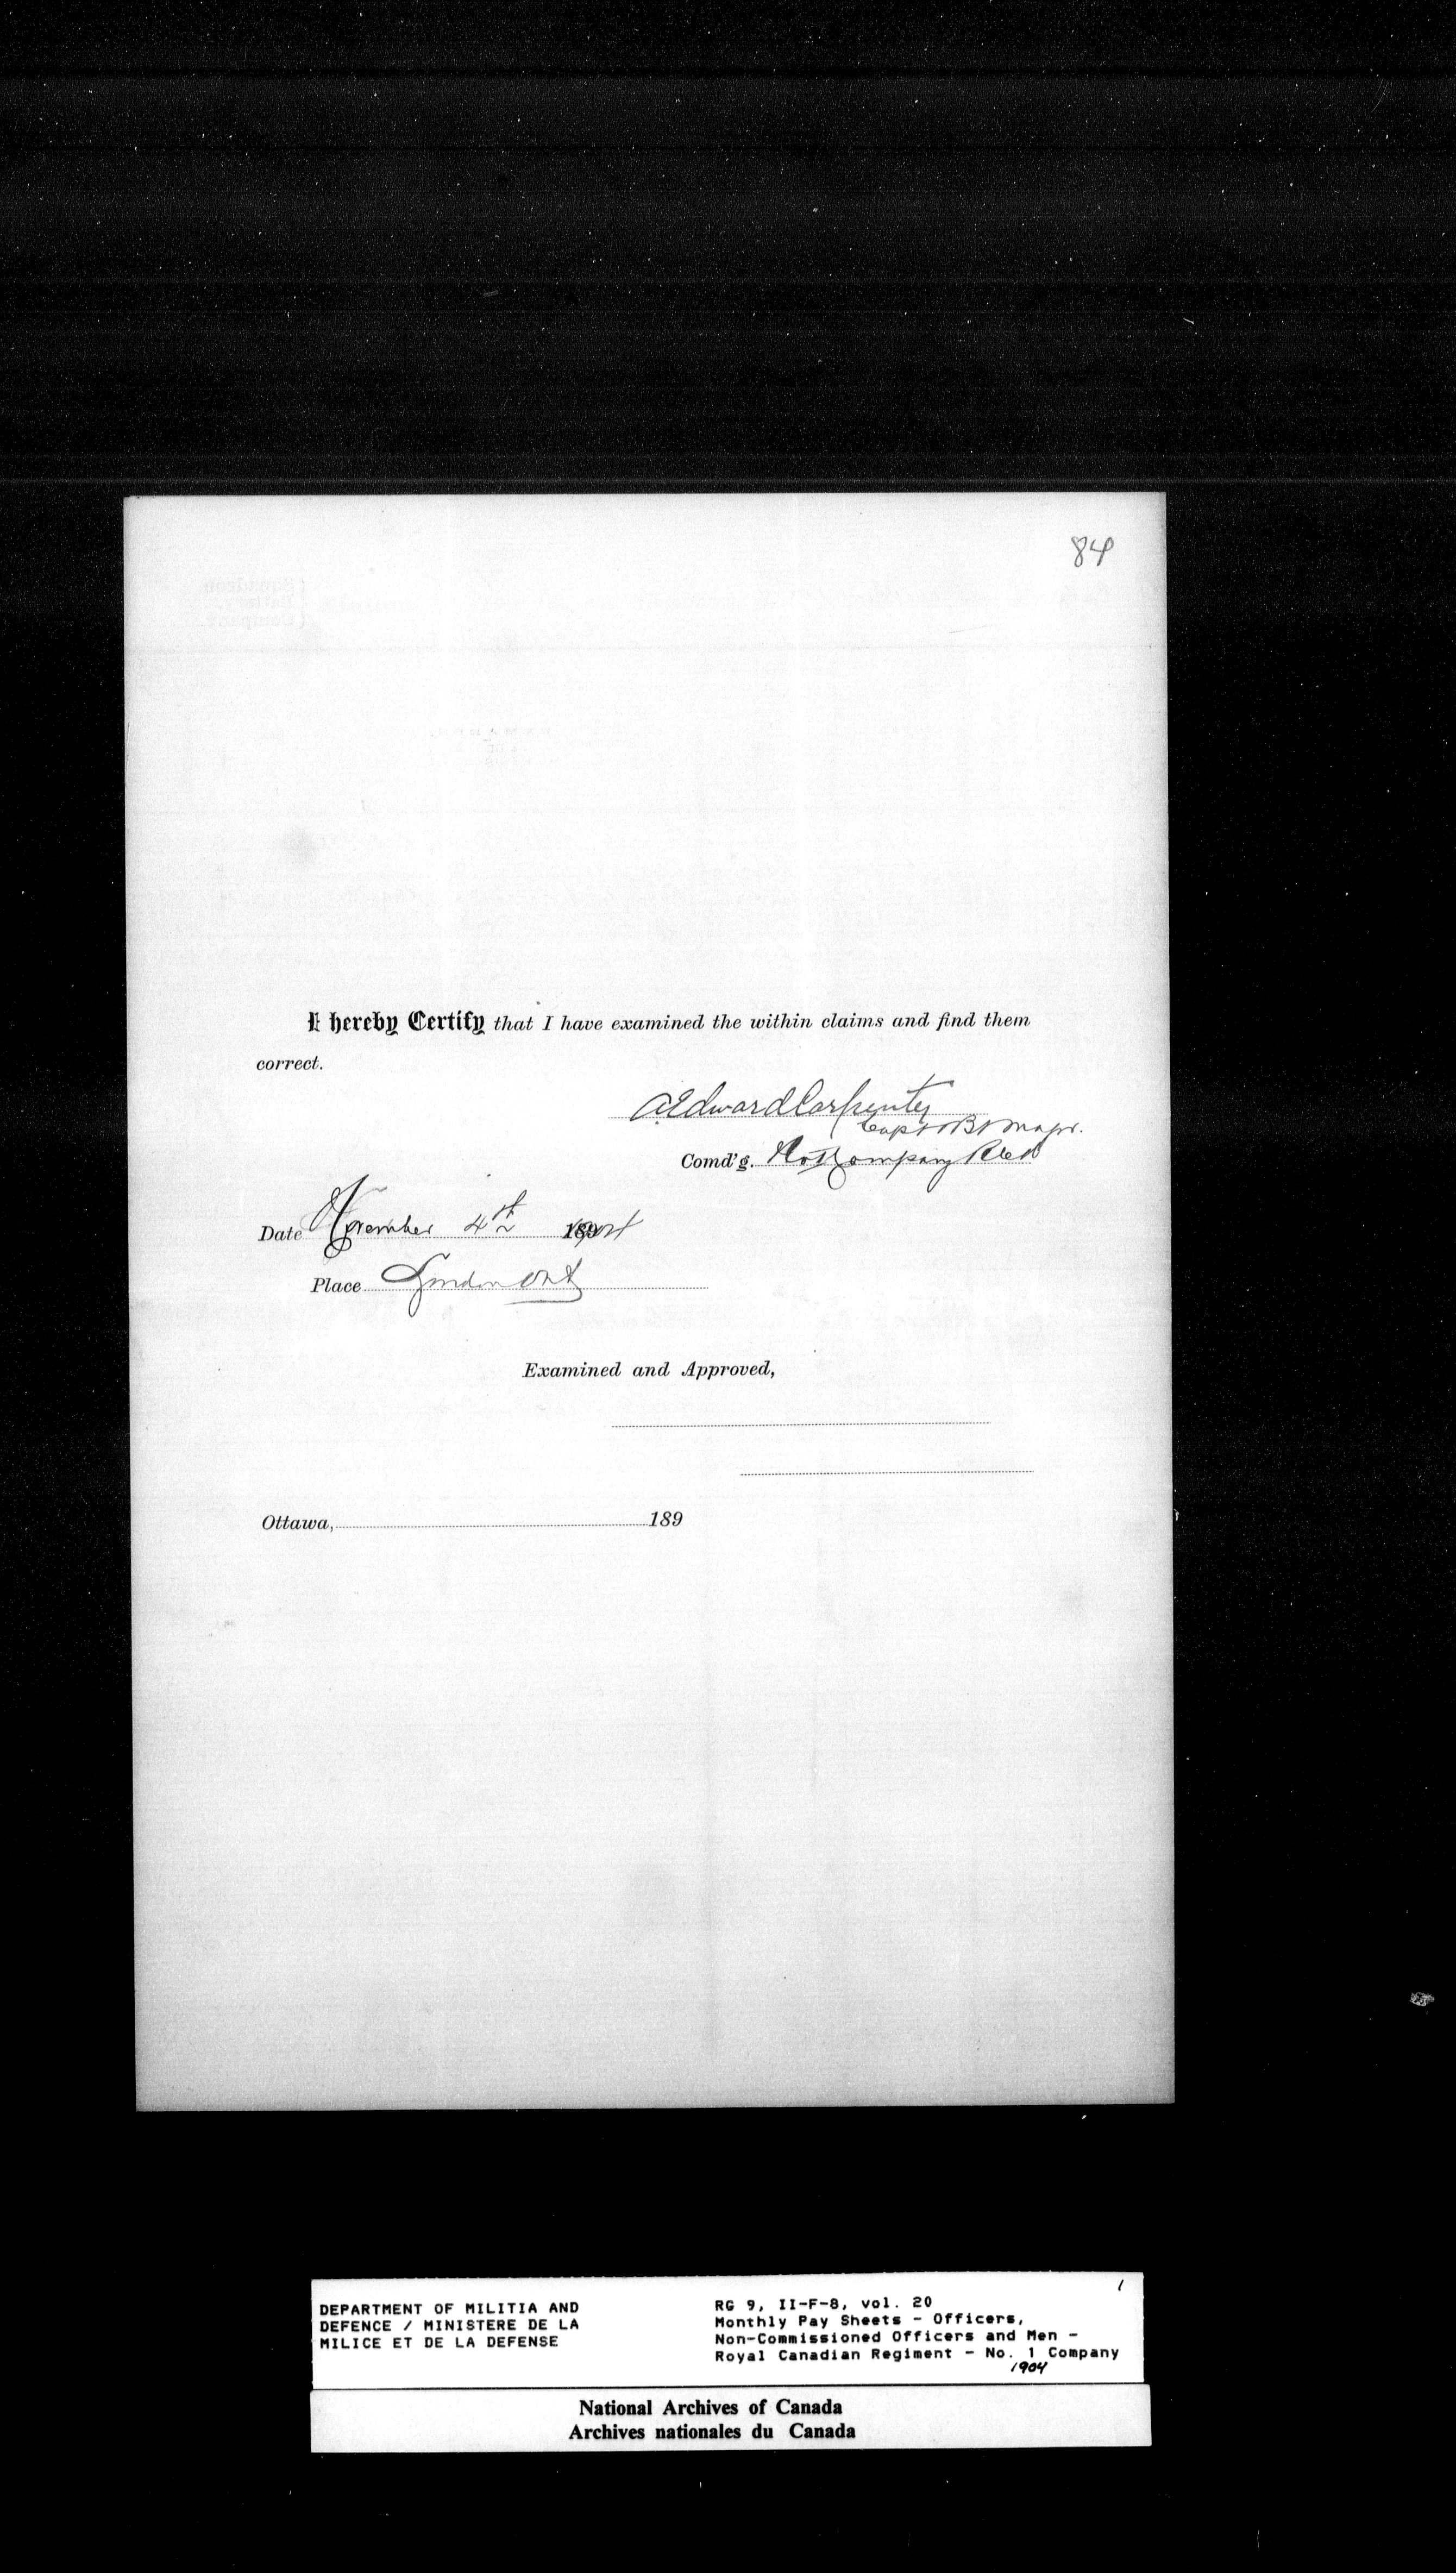 84
I hereby Certify that I have examined the within claims and find them
correct.
A Edward Carpenter
Capt & Bt Major.
Comd'g. No 1 Company RCR
Date November 4th 1904
Place London Ont
Examined and Approved,
Ottawa, 189
1
DEPARTMENT OF MILITIA AND
DEFENCE / MINISTERE DE LA
MILICE ET DE LA DEFENSE
RG 9, II-F-8, vol. 20
Monthly Pay Sheets - Officers,
Non-Commissioned Officers and Men -
Royal Canadian Regiment - No. 1 Company
1904
National Archives of Canada
Archives nationales du Canada